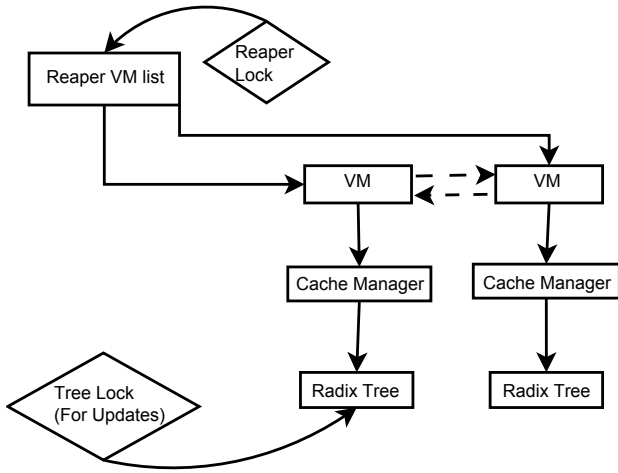 Reaper
Lock
Reaper VM list
VM
VM
Cache Manager
Cache Manager
Radix Tree
Radix Tree
Tree Lock
(For Updates)